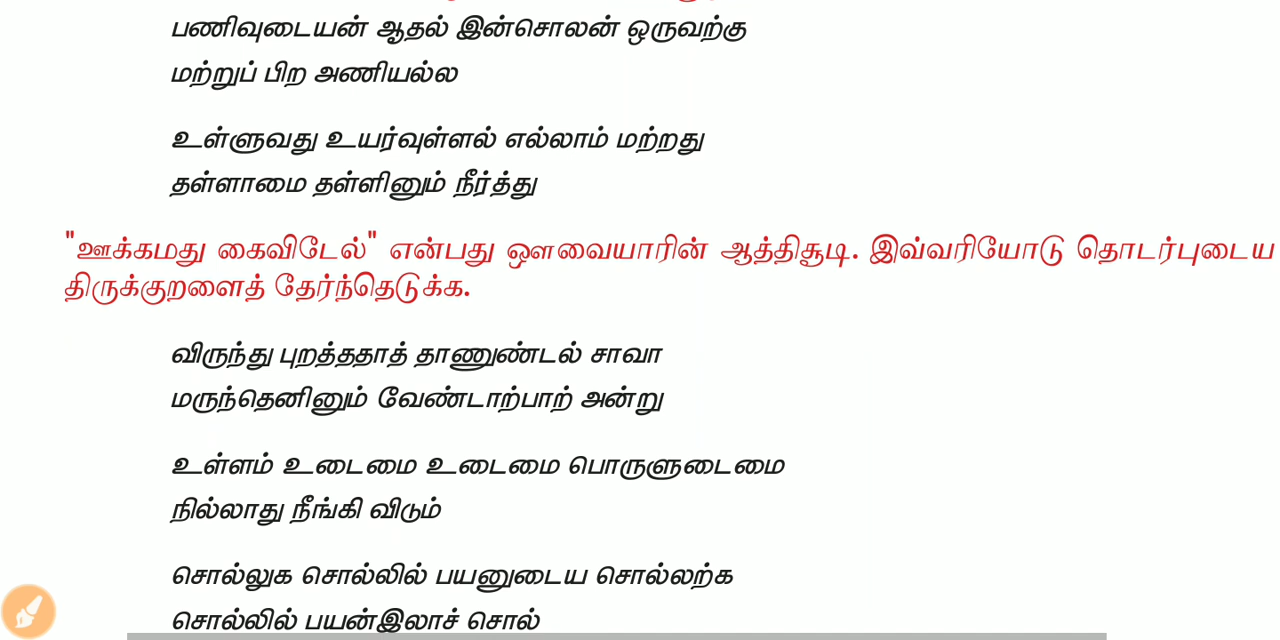 பணிவுடையன் ஆதல் இன்சொலன் ஒருவற்கு
மற்றுப் பிற அணியல்ல
உள்ளுவது உயர்வுள்ளல் எல்லாம் மற்றது
தள்ளாமை தள்ளினும் நீர்த்து
"ஊக்கமது கைவிடேல்" என்பது ஔவையாரின் ஆத்திசூடி. இவ்வரியோடு தொடர்புடைய
திருக்குறளைத் தேர்ந்தெடுக்க.
விருந்து புறத்ததாத் தாணுண்டல் சாவா
மருந்தெனினும் வேண்டாற்பாற் அன்று
உள்ளம் உடைமை உடைமை பொருளுடைமை
நில்லாது நீங்கி விடும்
சொல்லுக சொல்லில் பயனுடைய சொல்லற்க
சொல்லில் பயன்இலாச் சொல்